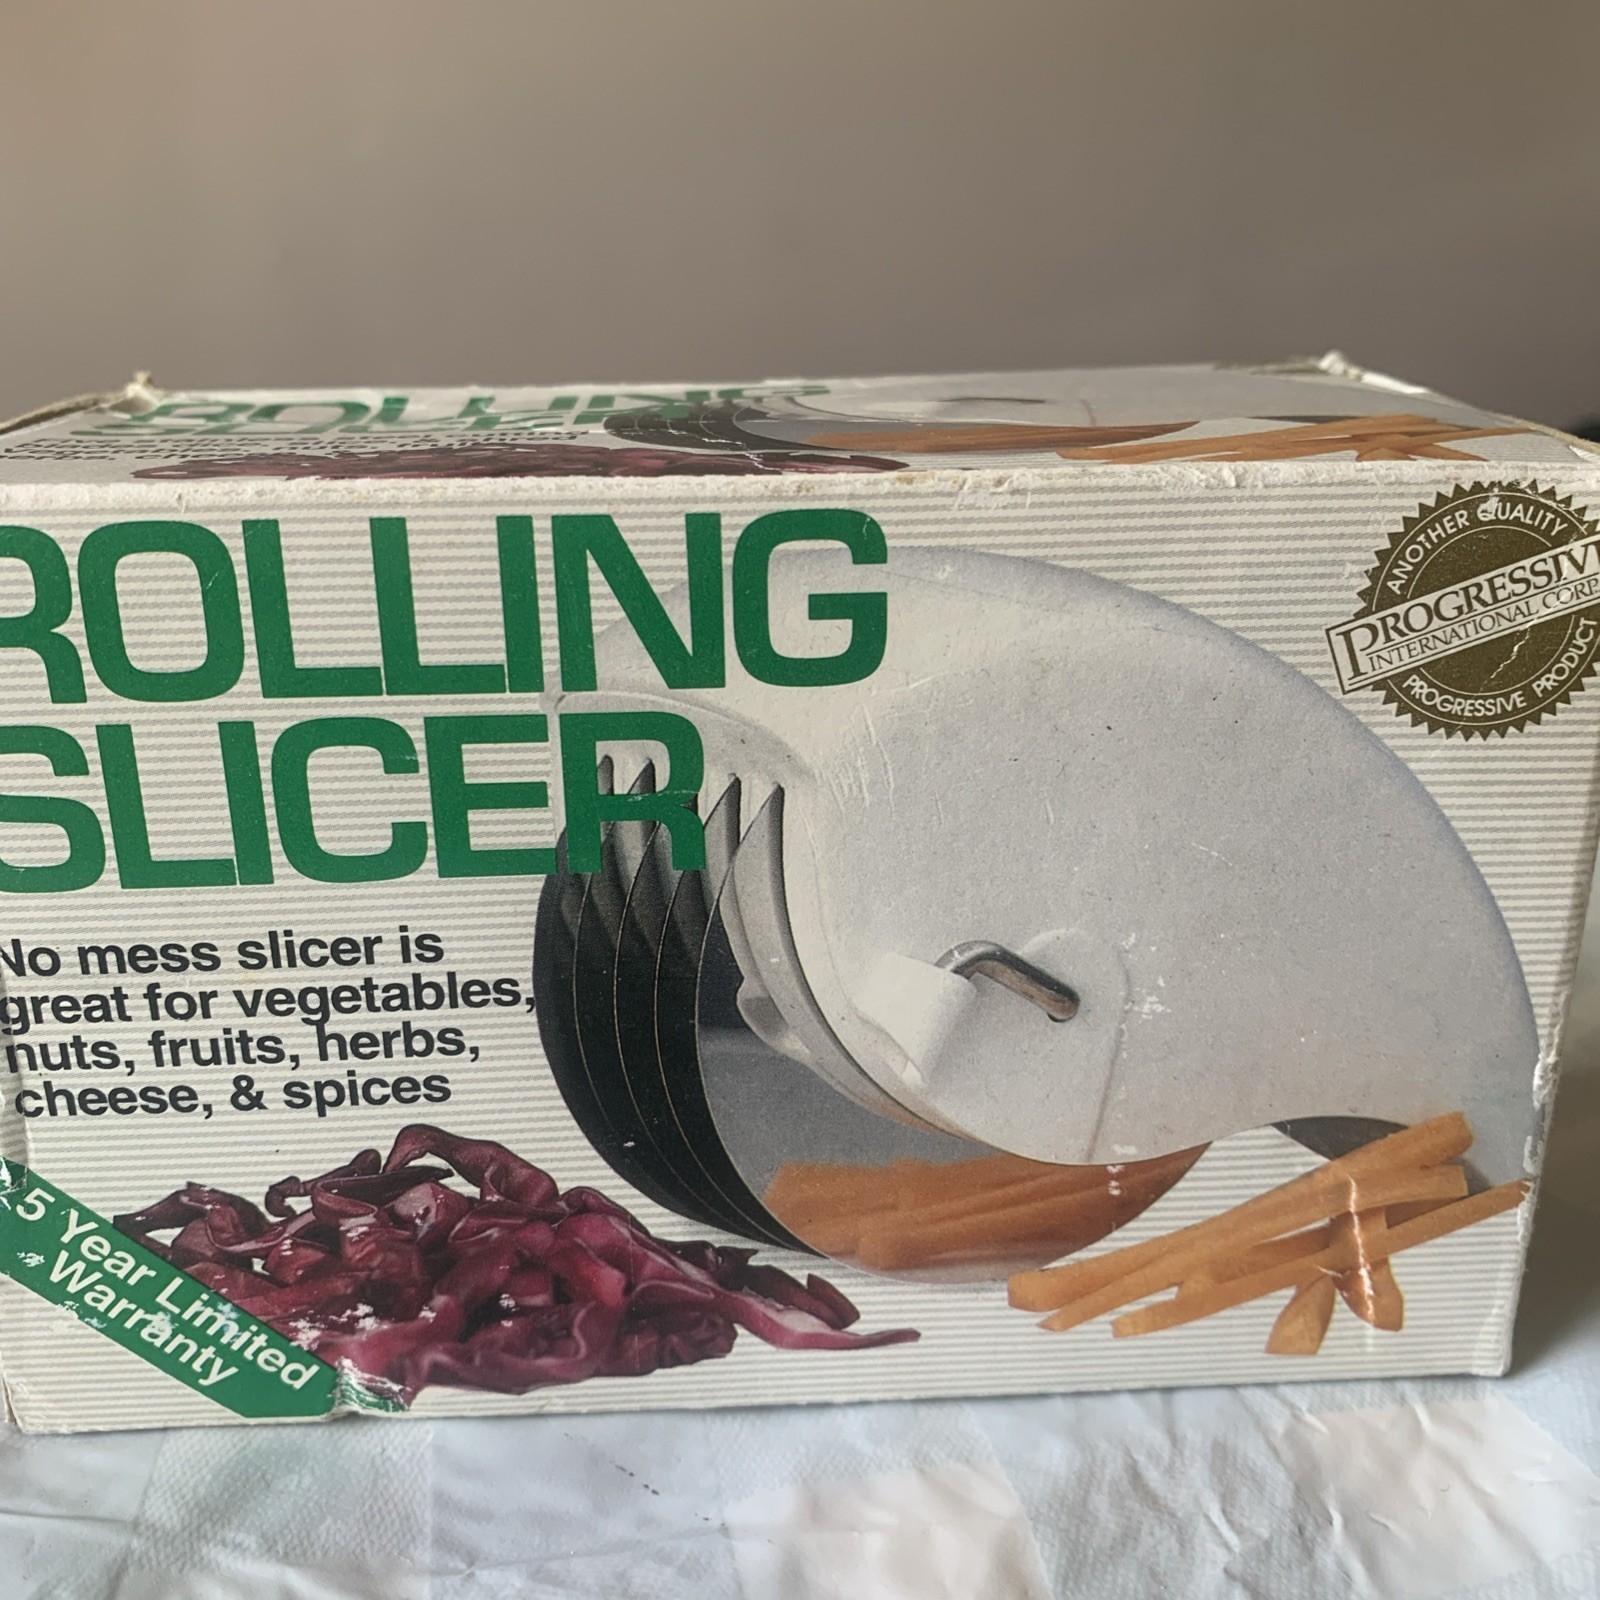 ROLLING
ROLLING
SLICER
No mess slicer is
great for vegetables,
nuts, fruits, herbs,
cheese, & spices
5 Year Limited
Warranty
ANOTHER QUALITY
PROGRESSIVE
INTERNATIONAL CORP.
PROGRESSIVE PRODUCT